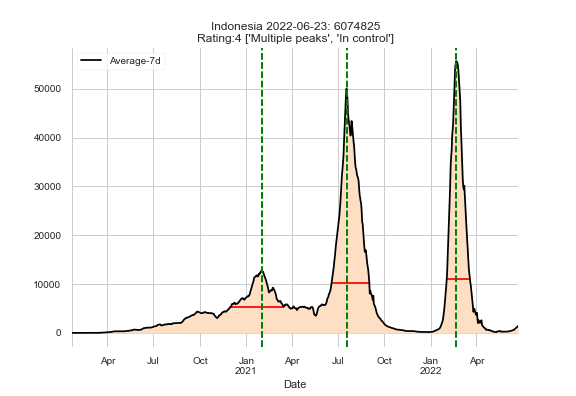 Indonesia 2022-06-23: 6074825
Rating:4 ['Multiple peaks', 'In control']
Average-7d
50000
40000
30000
20000
10000
0
Apr Jul Oct Jan Apr Jul Oct Jan Apr
2021 2022
Date